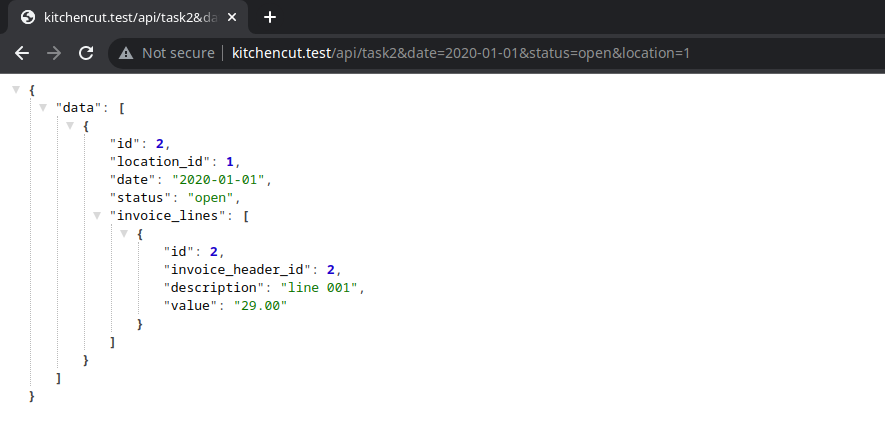 kitchencut.test/api/task2&da
Not secure | kitchencut.test/api/task2&date=2020-01-01&status=open&location=1
{
"data": [
{
"id": 2,
"location_id": 1,
"date": "2020-01-01",
"status": "open",
"invoice_lines": [
{
"id": 2,
"invoice_header_id": 2,
"description": "line 001",
"value": "29.00"
}
]
}
]
}